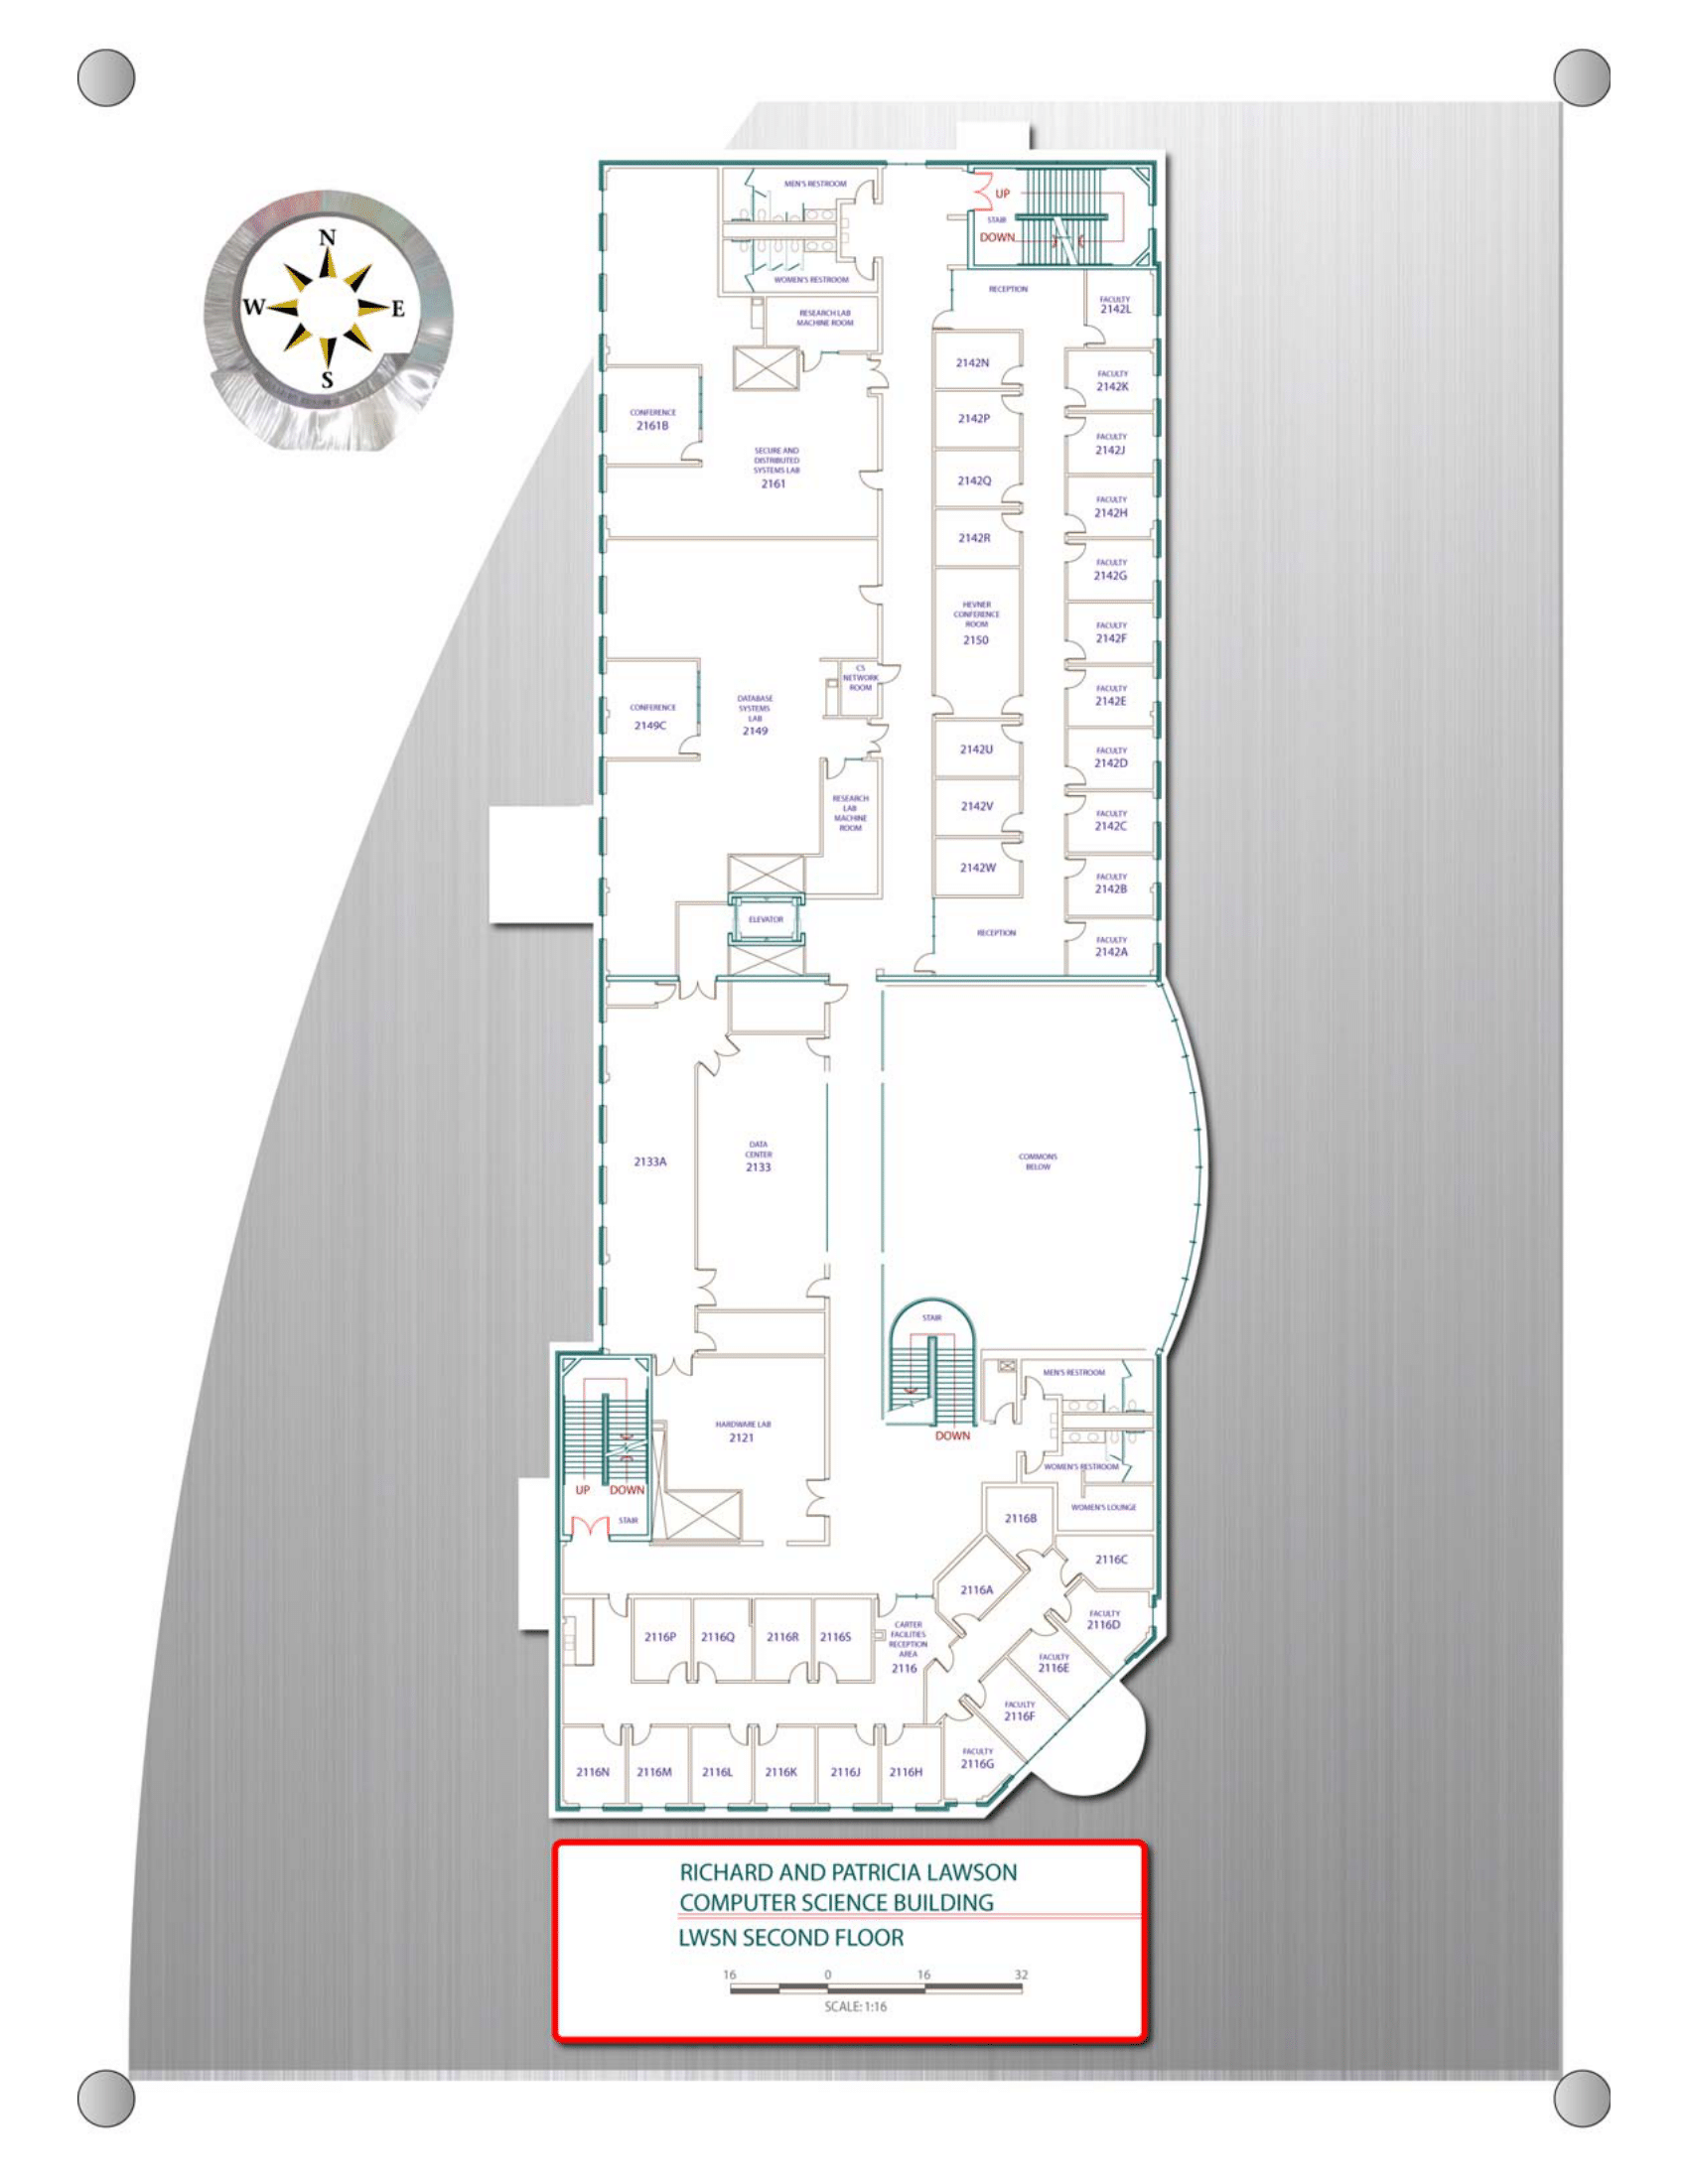 N
W
E
S
MEN'S RESTROOM
WOMEN'S RESTROOM
UP
STAIR
DOWN
RECEPTION
FACULTY
2142L
RESEARCH LAB
MACHINE ROOM
2142N
FACULTY
2142K
CONFERENCE
2161B
2142P
FACULTY
2142J
SECURE AND
DISTRIBUTED
SYSTEMS LAB
2161
2142Q
FACULTY
2142H
2142R
FACULTY
2142G
HEVNER
CONFERENCE
ROOM
2150
FACULTY
2142F
CS
NETWORK
ROOM
FACULTY
2142E
CONFERENCE
2149C
DATABASE
SYSTEMS
LAB
2149
2142U
FACULTY
2142D
RESEARCH
LAB
MACHINE
ROOM
2142V
FACULTY
2142C
2142W
FACULTY
2142B
ELEVATOR
RECEPTION
FACULTY
2142A
2133A
DATA
CENTER
2133
COMMONS
BELOW
STAIR
DOWN
MEN'S RESTROOM
WOMEN'S RESTROOM
WOMEN'S LOUNGE
HARDWARE LAB
2121
UP
DOWN
STAIR
2116B
2116C
2116A
FACULTY
2116D
2116P
2116Q
2116R
2116S
CARTER
FACILITIES
RECEPTION
AREA
2116
FACULTY
2116E
FACULTY
2116F
FACULTY
2116G
2116N
2116M
2116L
2116K
2116J
2116H
RICHARD AND PATRICIA LAWSON
COMPUTER SCIENCE BUILDING
LWSN SECOND FLOOR
16 0 16 32
SCALE: 1:16